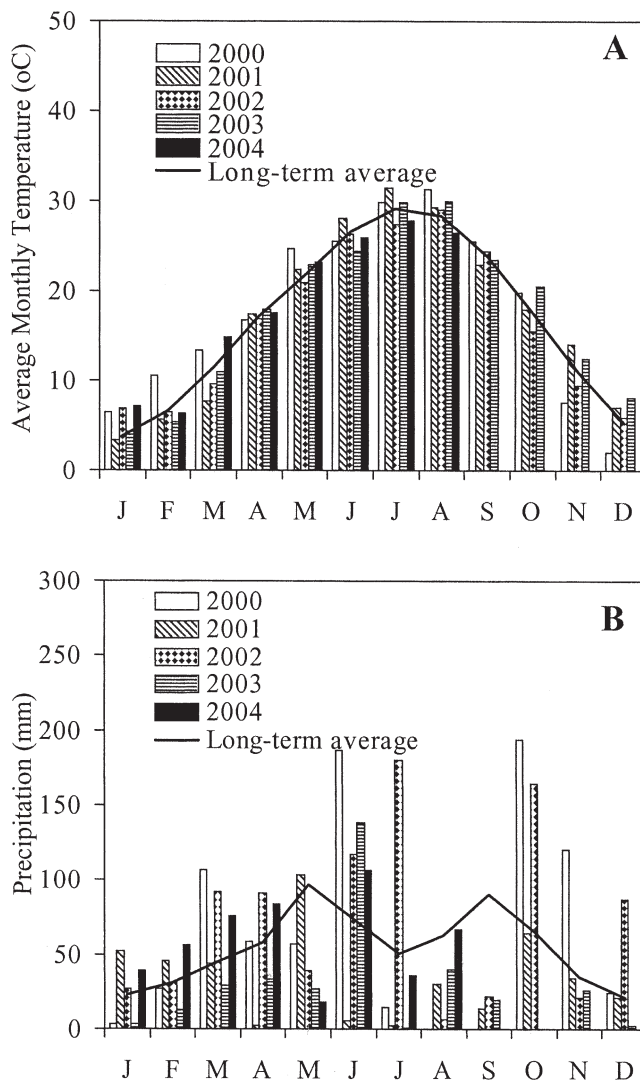 A
Average Monthly Temperature (oC)
50
40
30
20
10
0
2000
2001
2002
2003
2004
Long-term average
J F M A M J J A S O N D
B
Precipitation (mm)
300
250
200
150
100
50
0
2000
2001
2002
2003
2004
Long-term average
J F M A M J J A S O N D